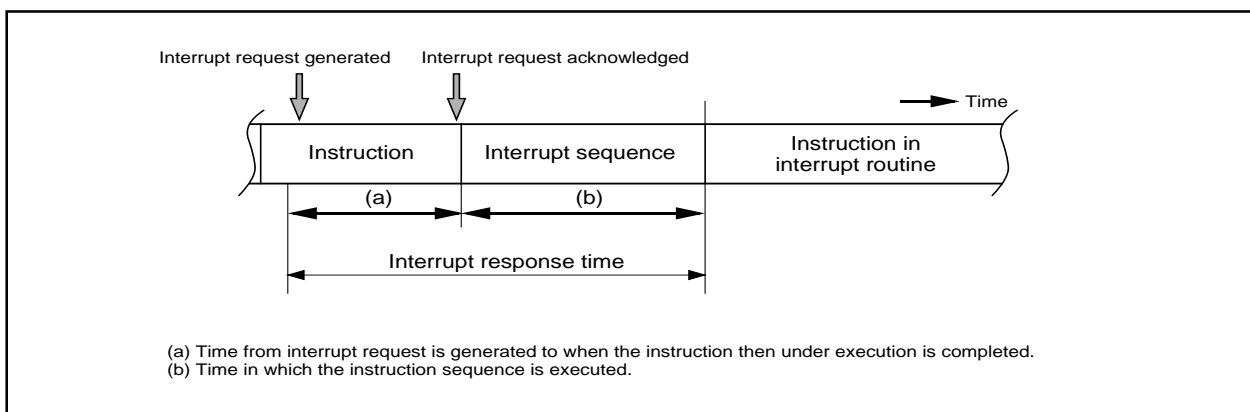 Interrupt request generated
Interrupt request acknowledged
Time
Instruction
Interrupt sequence
Instruction in
interrupt routine
(a)
(b)
Interrupt response time
(a) Time from interrupt request is generated to when the instruction then under execution is completed.
(b) Time in which the instruction sequence is executed.